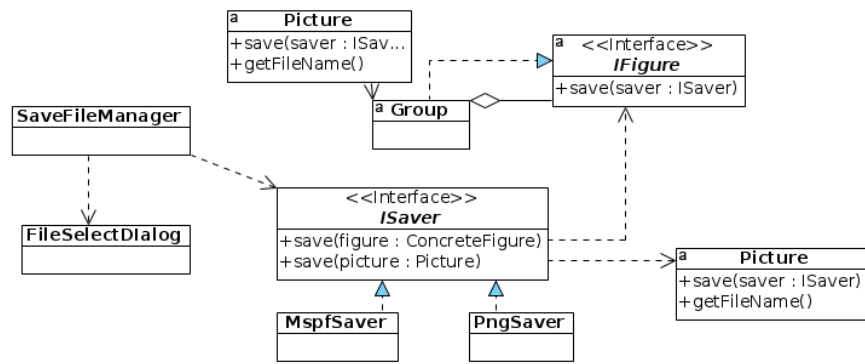 a Picture
+save(saver : ISav...
+getFileName()
a <<Interface>>
IFigure
+save(saver : ISaver)
a Group
SaveFileManager
<<Interface>>
ISaver
+save(figure : ConcreteFigure)
+save(picture : Picture)
FileSelectDIalog
a Picture
+save(saver : ISaver)
+getFileName()
MspfSaver
PngSaver